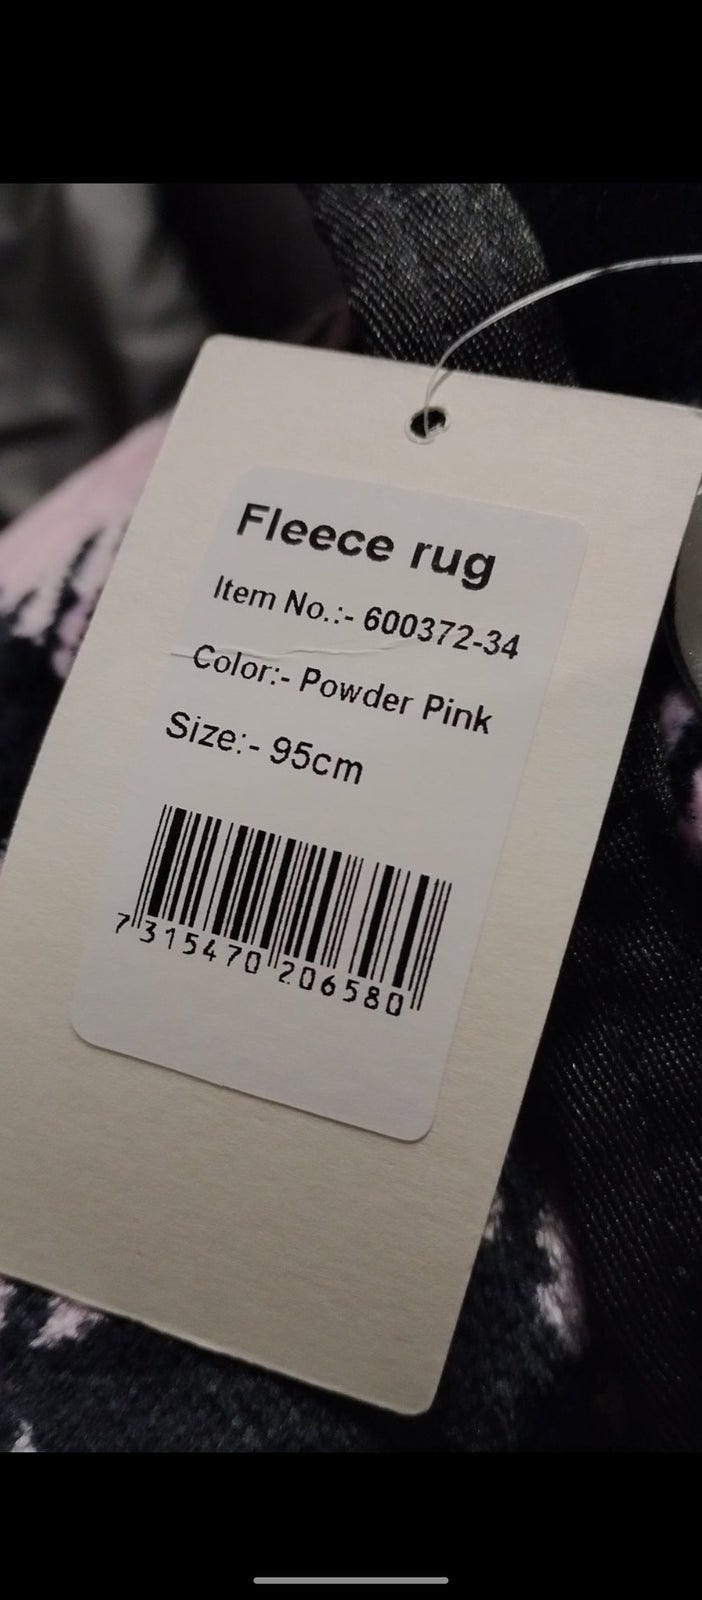 Fleece rug
Item No.:- 600372-34
Color:- Powder Pink
Size:- 95cm
7 315470 206580